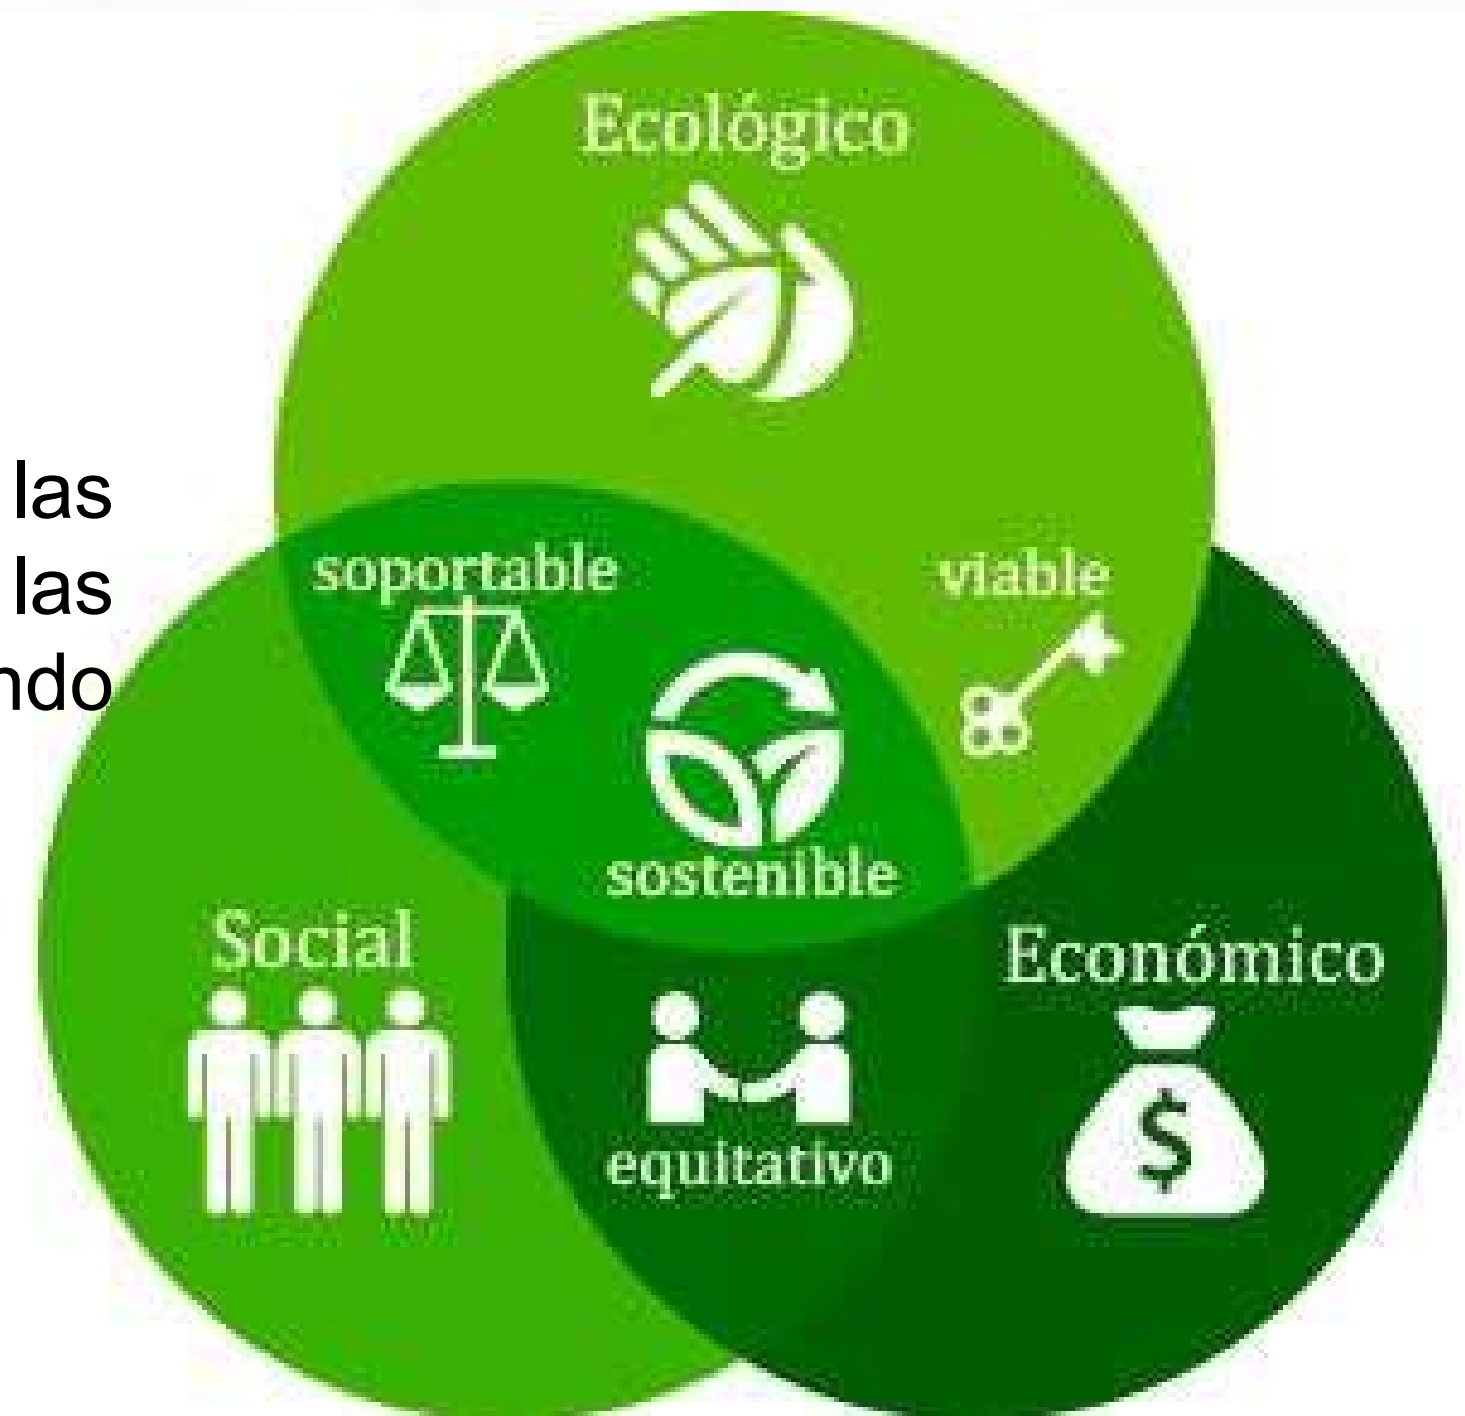 Ecológico
las
soportable
viable
las
ndo
sostenible
Social
Económico
$
equitativo